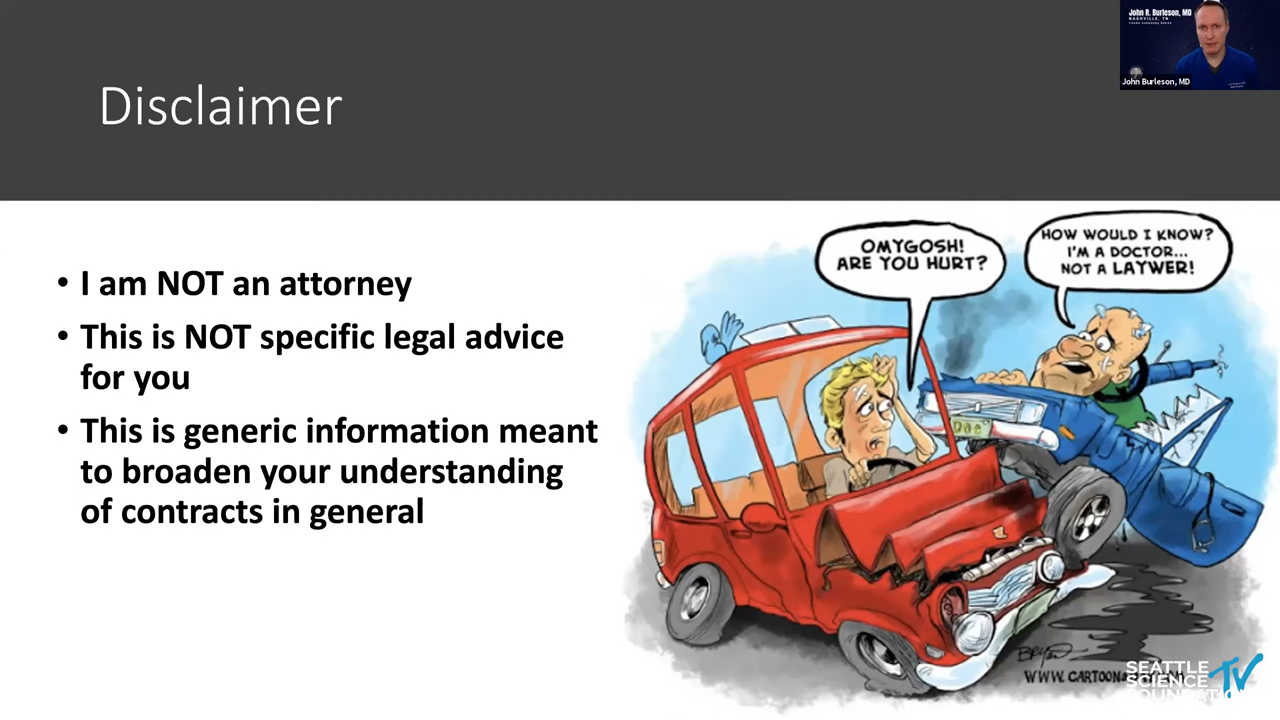 Disclaimer
John R. Burleson, MD
NASHVILLE, TN
John Burleson, MD
• I am NOT an attorney
• This is NOT specific legal advice
for you
• This is generic information meant
to broaden your understanding
of contracts in general
OMYGOSH!
ARE YOU HURT?
HOW WOULD I KNOW?
I'M A DOCTOR...
NOT A LAYWER!
WWW.CARTOONS
SEATTLE
SCIENCE
FOUNDATION
TV